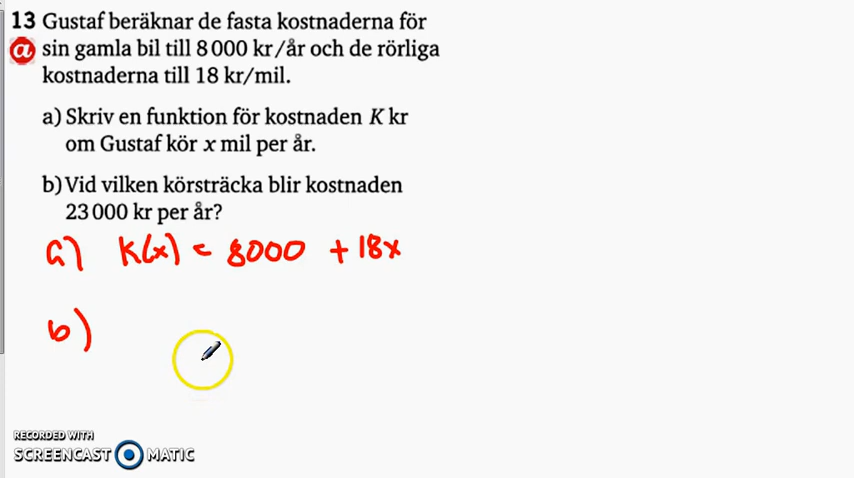 13 Gustaf beräknar de fasta kostnaderna för
a sin gamla bil till 8 000 kr/år och de rörliga
kostnaderna till 18 kr/mil.
a) Skriv en funktion för kostnaden K kr
om Gustaf kör x mil per år.
b) Vid vilken körsträcka blir kostnaden
23 000 kr per år?
a) K(x) = 8000 + 18x
b)
RECORDED WITH
SCREENCAST MATIC